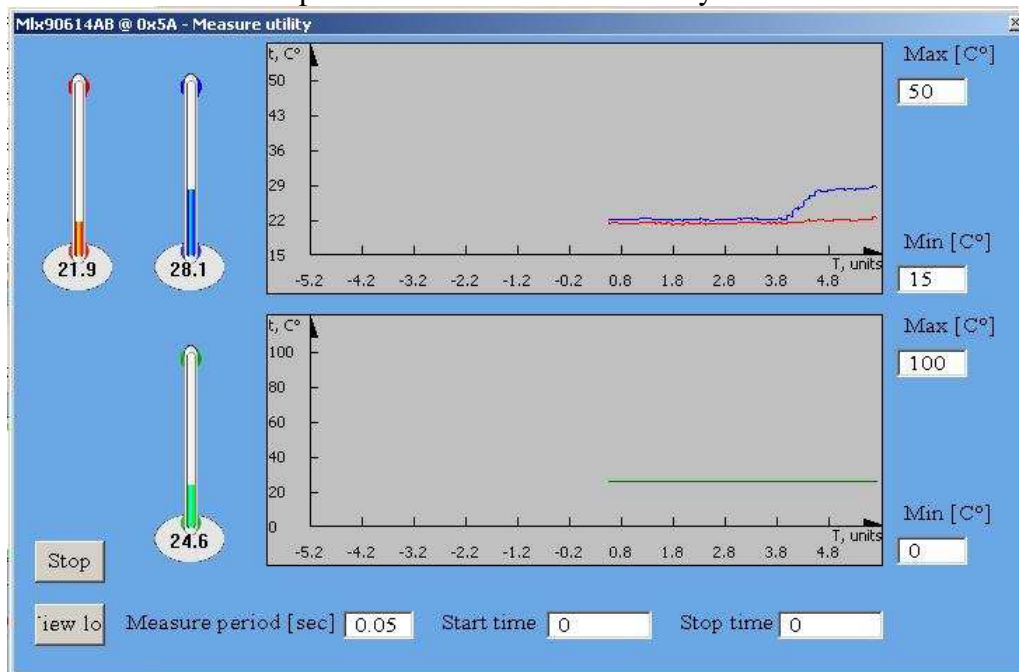 Mlx90614AB @ 0x5A - Measure utility
t, C°
50
43
36
29
22
15
-5.2 -4.2 -3.2 -2.2 -1.2 -0.2 0.8 1.8 2.8 3.8 4.8
T, units
Max [C°]
50
Min [C°]
15
21.9
28.1
t, C°
100
80
60
40
20
0
-5.2 -4.2 -3.2 -2.2 -1.2 -0.2 0.8 1.8 2.8 3.8 4.8
T, units
Max [C°]
100
Min [C°]
0
24.6
Stop
iew lo
Measure period [sec] 0.05 Start time 0 Stop time 0